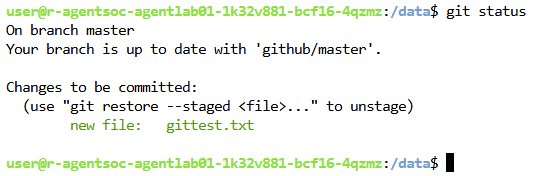 user@r-agentsoc-agentlab01-1k32v881-bcf16-4qzmz:/data$ git status
On branch master
Your branch is up to date with 'github/master'.
Changes to be committed:
(use "git restore --staged <file>..." to unstage)
new file: gittest.txt
user@r-agentsoc-agentlab01-1k32v881-bcf16-4qzmz:/data$